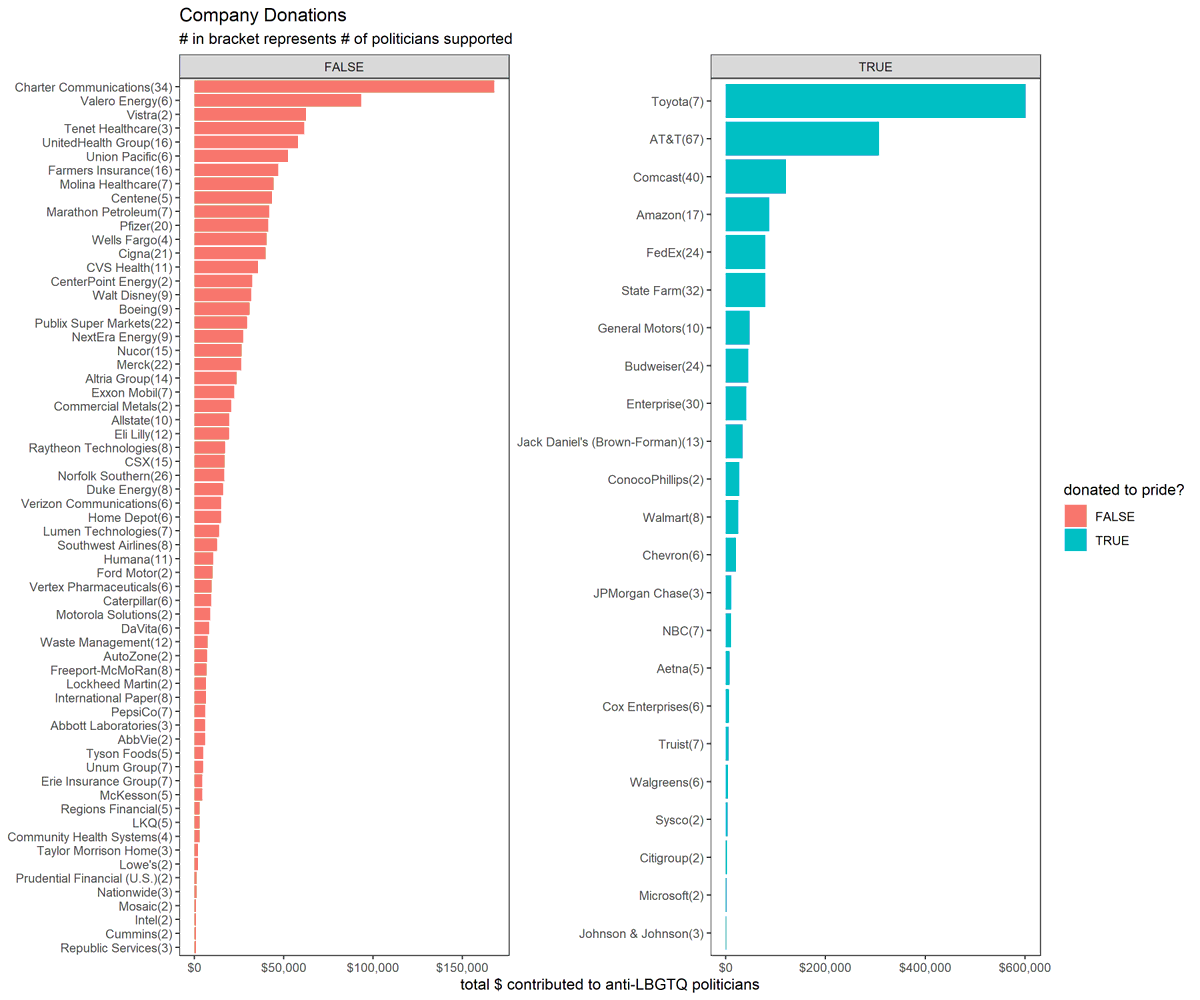 Company Donations
# in bracket represents # of politicians supported
FALSE
Charter Communications(34)
Valero Energy(6)
Vistra(2)
Tenet Healthcare(3)
UnitedHealth Group(16)
Union Pacific(6)
Farmers Insurance(16)
Molina Healthcare(7)
Centene(5)
Marathon Petroleum(7)
Pfizer(20)
Wells Fargo(4)
Cigna(21)
CVS Health(11)
CenterPoint Energy(2)
Walt Disney(9)
Boeing(9)
Publix Super Markets(22)
NextEra Energy(9)
Nucor(15)
Merck(22)
Altria Group(14)
Exxon Mobil(7)
Commercial Metals(2)
Allstate(10)
Eli Lilly(12)
Raytheon Technologies(8)
CSX(15)
Norfolk Southern(26)
Duke Energy(8)
Verizon Communications(6)
Home Depot(6)
Lumen Technologies(7)
Southwest Airlines(8)
Humana(11)
Ford Motor(2)
Vertex Pharmaceuticals(6)
Caterpillar(6)
Motorola Solutions(2)
DaVita(6)
Waste Management(12)
AutoZone(2)
Freeport-McMoRan(8)
Lockheed Martin(2)
International Paper(8)
PepsiCo(7)
Abbott Laboratories(3)
AbbVie(2)
Tyson Foods(5)
Unum Group(7)
Erie Insurance Group(7)
McKesson(5)
Regions Financial(5)
LKQ(5)
Community Health Systems(4)
Taylor Morrison Home(3)
Lowe's(2)
Prudential Financial (U.S.)(2)
Nationwide(3)
Mosaic(2)
Intel(2)
Cummins(2)
Republic Services(3)
$0 $50,000 $100,000 $150,000
TRUE
Toyota(7)
AT&T(67)
Comcast(40)
Amazon(17)
FedEx(24)
State Farm(32)
General Motors(10)
Budweiser(24)
Enterprise(30)
Jack Daniel's (Brown-Forman)(13)
ConocoPhillips(2)
Walmart(8)
Chevron(6)
JPMorgan Chase(3)
NBC(7)
Aetna(5)
Cox Enterprises(6)
Truist(7)
Walgreens(6)
Sysco(2)
Citigroup(2)
Microsoft(2)
Johnson & Johnson(3)
$0 $200,000 $400,000 $600,000
total $ contributed to anti-LBGTQ politicians
donated to pride?
FALSE
TRUE